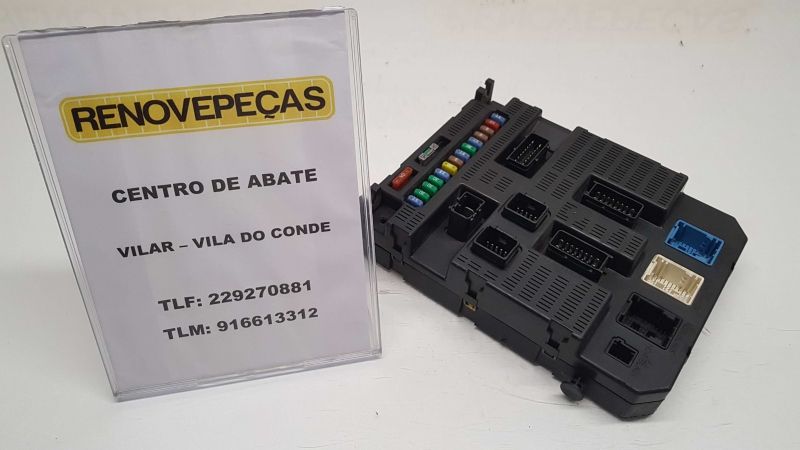 RENOVEPEÇAS
CENTRO DE ABATE
VILAR – VILA DO CONDE
TLF: 229270881
TLM: 916613312